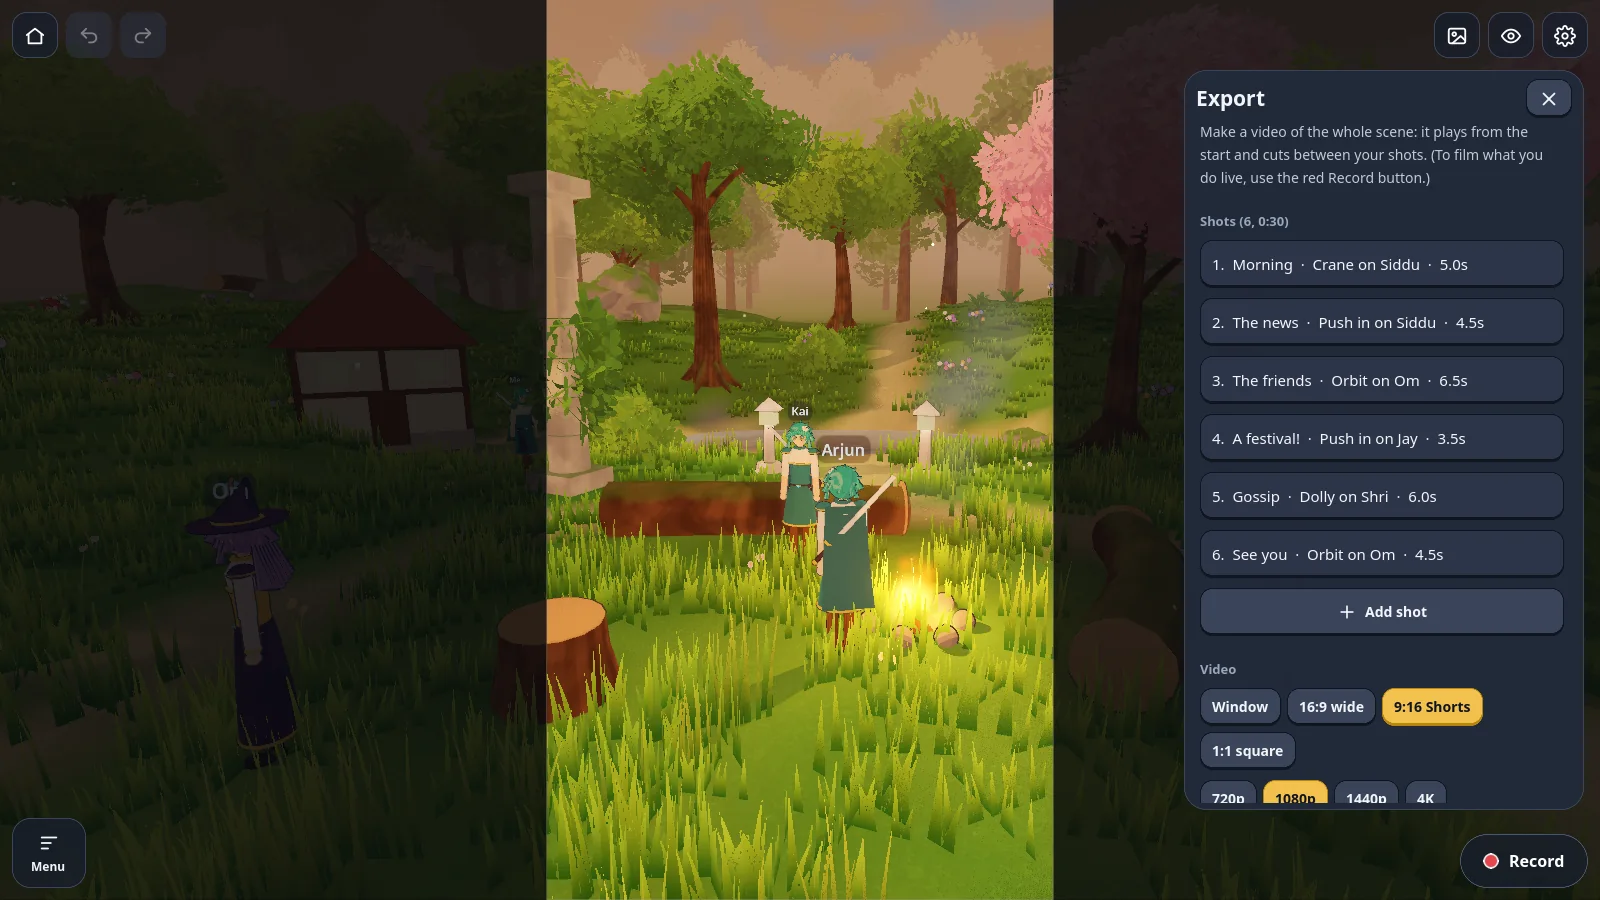 Export
Make a video of the whole scene: it plays from the
start and cuts between your shots. (To film what you
do live, use the red Record button.)
Shots (6, 0:30)
1. Morning · Crane on Siddu · 5.0s
2. The news · Push in on Siddu · 4.5s
3. The friends · Orbit on Om · 6.5s
4. A festival! · Push in on Jay · 3.5s
5. Gossip · Dolly on Shri · 6.0s
6. See you · Orbit on Om · 4.5s
Add shot
Video
Window 16:9 wide 9:16 Shorts
1:1 square
720p 1080p 1440p 4K
Kai
Arjun
Menu
Record